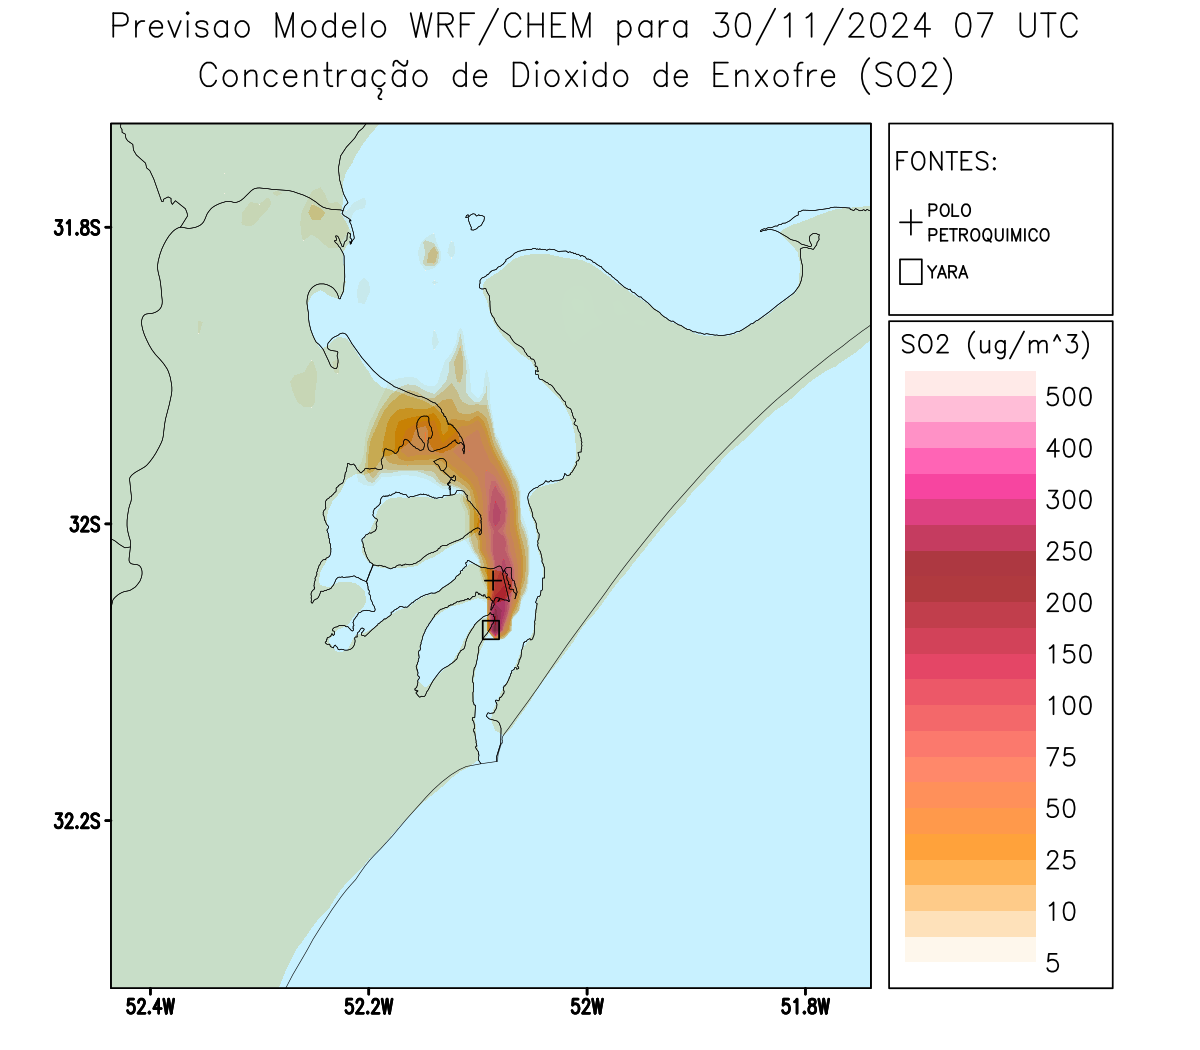 Previsao Modelo WRF/CHEM para 30/11/2024 07 UTC
Concentração de Dioxido de Enxofre (SO2)
FONTES:
POLO
PETROQUIMICO
YARA
SO2 (ug/m^3)
500
400
300
250
200
150
100
75
50
25
10
5
31.8S
32S
32.2S
52.4W
52.2W
52W
51.8W